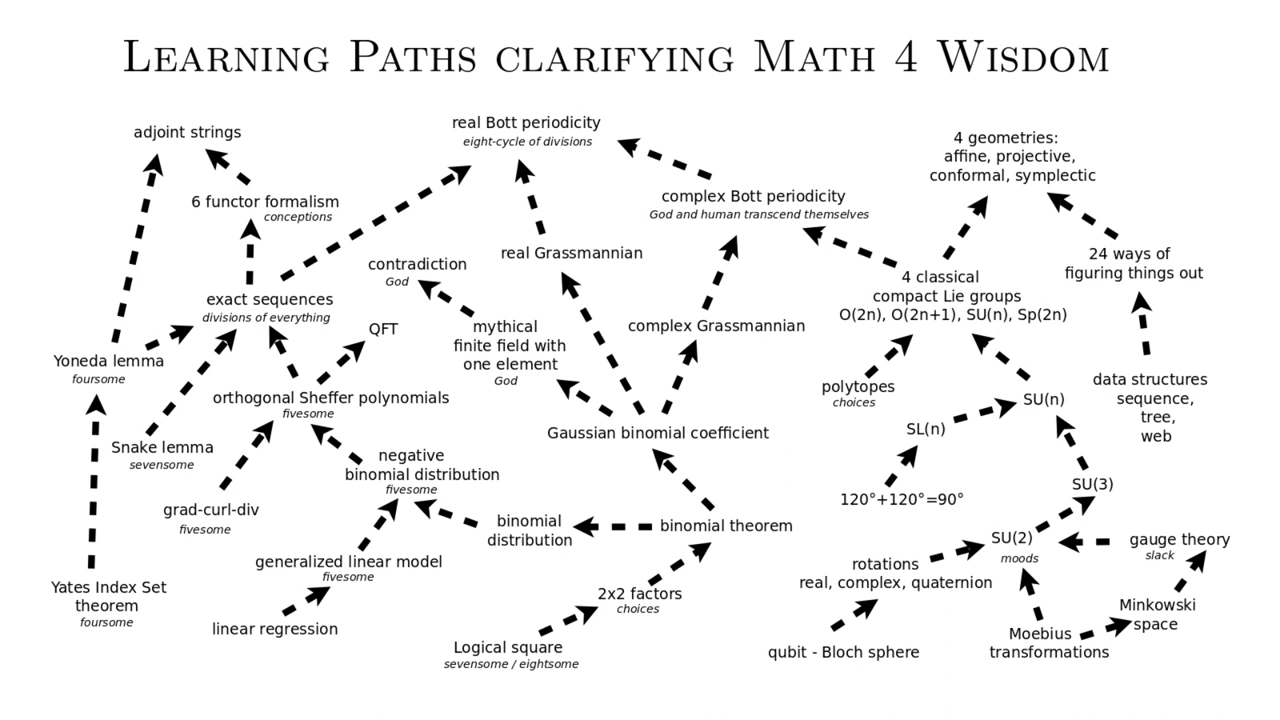 Learning Paths clarifying Math 4 Wisdom
adjoint strings
real Bott periodicity
eight-cycle of divisions
4 geometries:
affine, projective,
conformal, symplectic
6 functor formalism
conceptions
complex Bott periodicity
God and human transcend themselves
real Grassmannian
24 ways of
figuring things out
contradiction
God
4 classical
compact Lie groups
O(2n), O(2n+1), SU(n), Sp(2n)
exact sequences
divisions of everything
QFT
mythical
finite field with
one element
God
complex Grassmannian
Yoneda lemma
foursome
orthogonal Sheffer polynomials
fivesome
polytopes
choices
data structures
sequence,
tree,
web
SU(n)
Gaussian binomial coefficient
SL(n)
Snake lemma
sevensome
negative
binomial distribution
fivesome
SU(3)
120°+120°=90°
grad-curl-div
fivesome
binomial
distribution
binomial theorem
SU(2)
moods
gauge theory
slack
generalized linear model
fivesome
rotations
real, complex, quaternion
Yates Index Set
theorem
foursome
2x2 factors
choices
Minkowski
space
linear regression
Logical square
sevensome / eightsome
qubit - Bloch sphere
Moebius
transformations